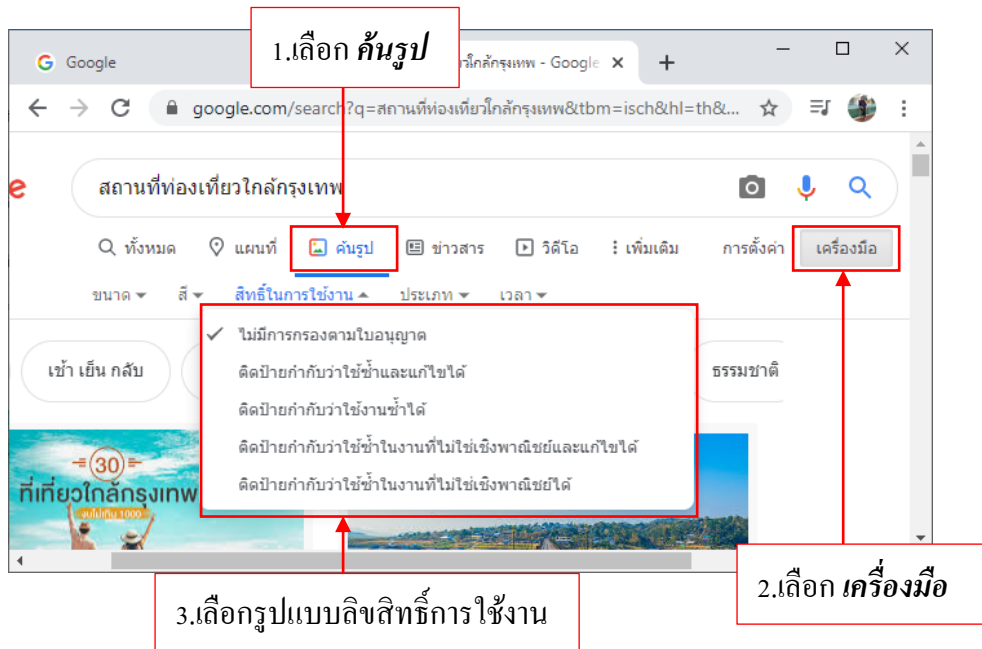 1.เลือก ค้นรูป
Google
วใกล้กรุงเทพ - Google
google.com/search?q=สถานที่ท่องเที่ยวใกล้กรุงเทพ&tbm=isch&hl=th&...
e
สถานที่ท่องเที่ยวใกล้กรุงเทพ
ทั้งหมด แผนที่ ค้นรูป ข่าวสาร วิดีโอ เพิ่มเติม การตั้งค่า เครื่องมือ
ขนาด สี สิทธิ์ในการใช้งาน ประเภท เวลา
ไม่มีการกรองตามใบอนุญาต
เช้า เย็น กลับ
ติดป้ายกำกับว่าใช้ซ้ำและแก้ไขได้
ธรรมชาติ
ติดป้ายกำกับว่าใช้งานซ้ำได้
ติดป้ายกำกับว่าใช้ซ้ำในงานที่ไม่ใช่เชิงพาณิชย์และแก้ไขได้
ติดป้ายกำกับว่าใช้ซ้ำในงานที่ไม่ใช่เชิงพาณิชย์ได้
30
ที่เที่ยวใกล้กรุงเทพ
งบไม่เกิน 1000
2.เลือก เครื่องมือ
3.เลือกรูปแบบลิขสิทธิ์การใช้งาน